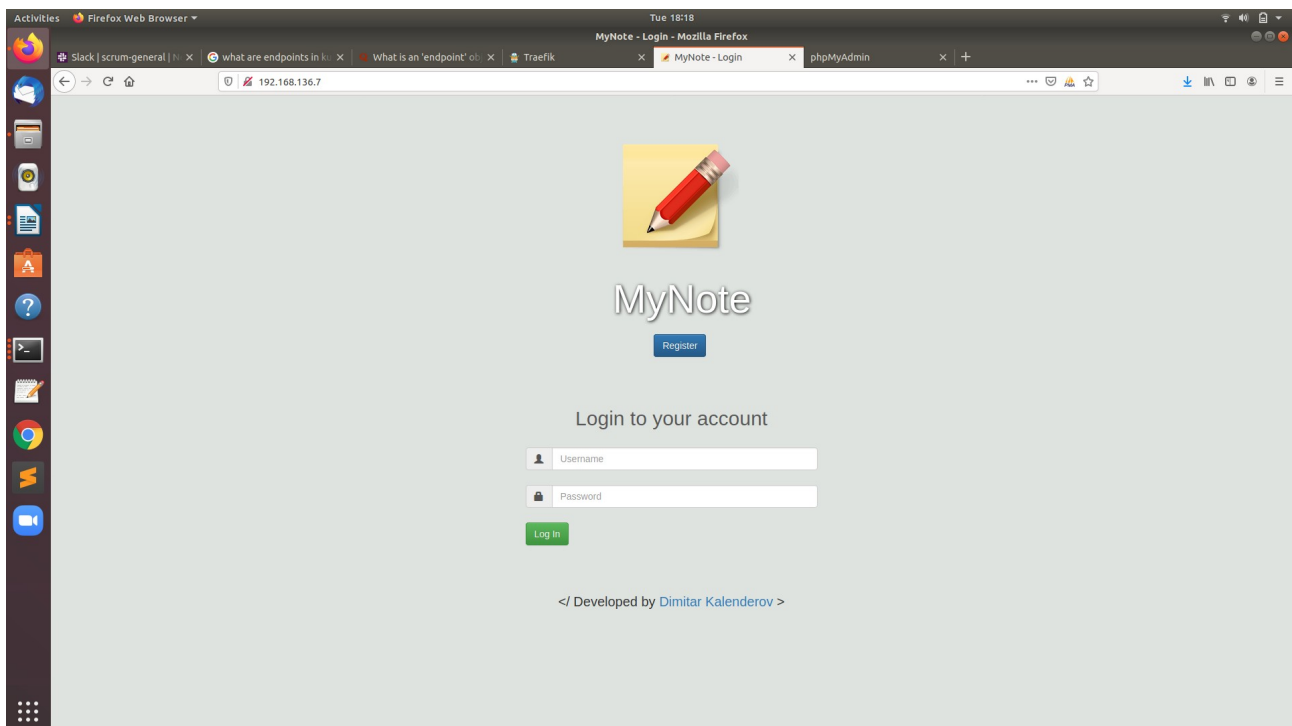 Activities Firefox Web Browser Tue 18:18
MyNote - Login - Mozilla Firefox
Slack | scrum-general | N what are endpoints in ku What is an 'endpoint' ob Traefik MyNote - Login phpMyAdmin
192.168.136.7
MyNote
Register
Login to your account
Username
Password
Log In
</ Developed by Dimitar Kalenderov >